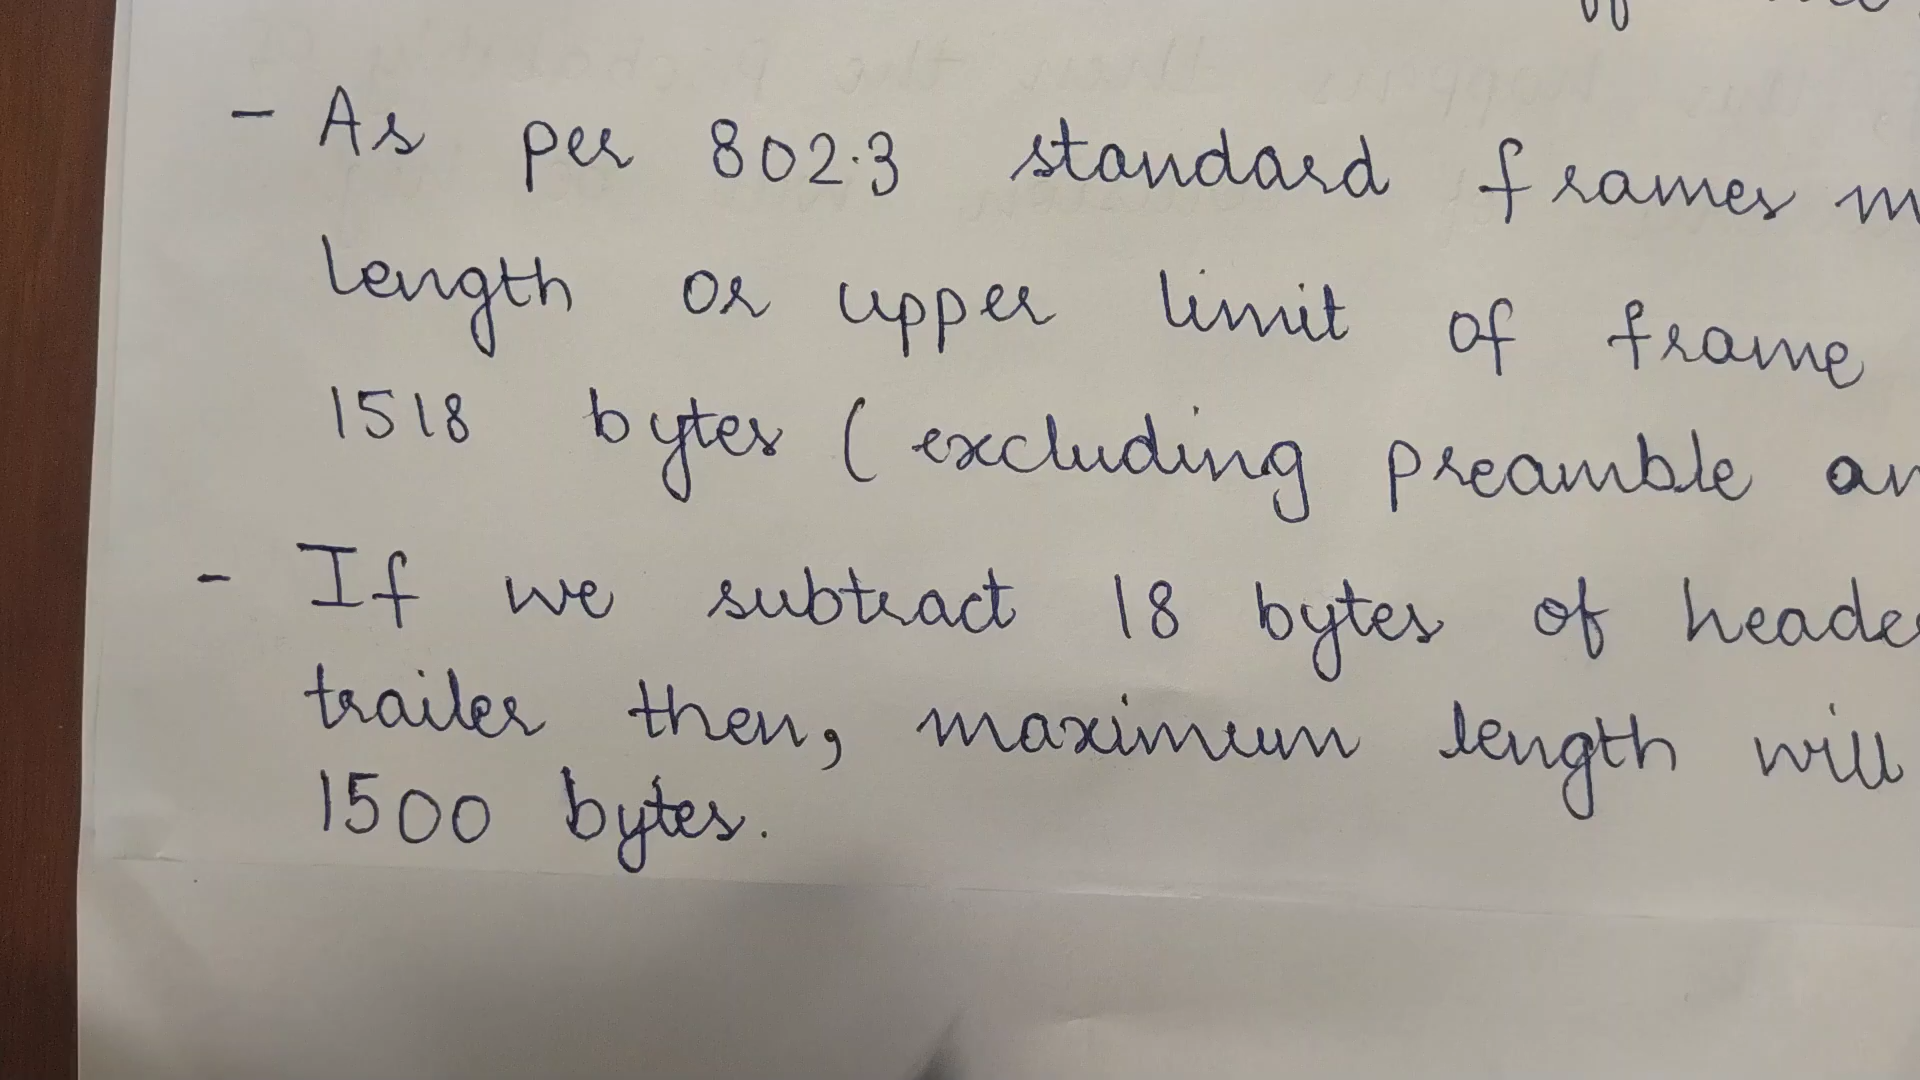 - As per 802.3 standard frames
length or upper limit of frame
1518 bytes (excluding preamble
- If we subtract 18 bytes of
trailer then, maximum length will
1500 bytes.